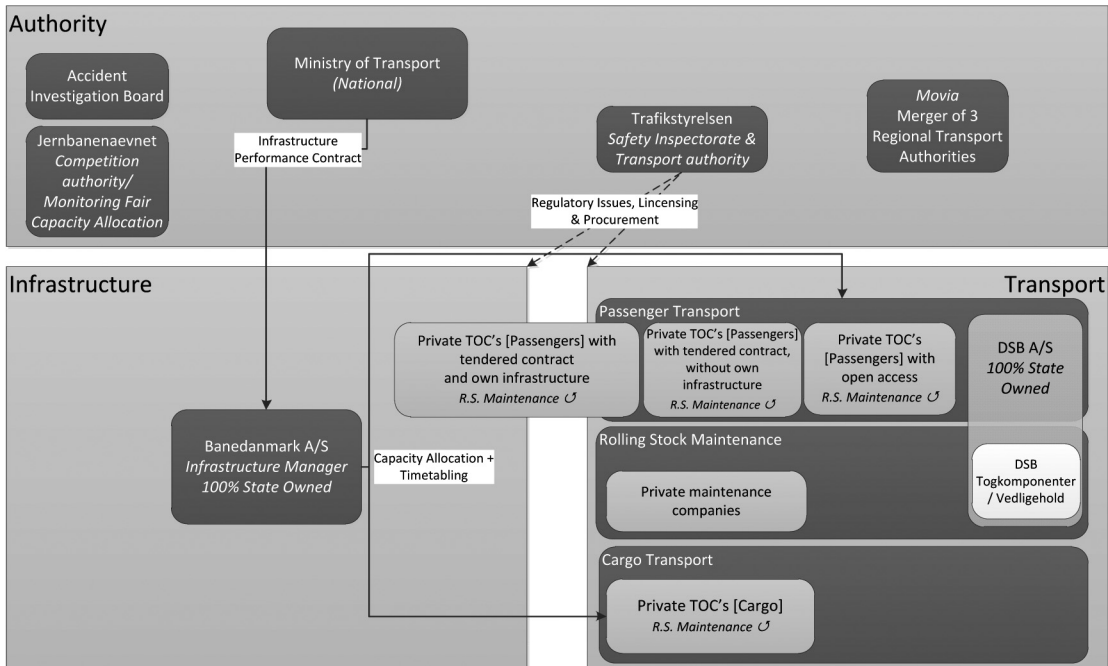 Authority
Accident
Investigation Board
Jernbanenaevnet
Competition
authority/
Monitoring Fair
Capacity Allocation
Ministry of Transport
(National)
Infrastructure
Performance Contract
Trafikstyrelsen
Safety Inspectorate &
Transport authority
Regulatory Issues, Lincensing
& Procurement
Movia
Merger of 3
Regional Transport
Authorities
Infrastructure
Banedanmark A/S
Infrastructure Manager
100% State Owned
Capacity Allocation +
Timetabling
Transport
Passenger Transport
Private TOC's [Passengers] with
tendered contract
and own infrastructure
R.S. Maintenance ↺
Private TOC's [Passengers]
with tendered contract,
without own
infrastructure
R.S. Maintenance ↺
Private TOC's
[Passengers] with
open access
R.S. Maintenance ↺
DSB A/S
100% State
Owned
Rolling Stock Maintenance
Private maintenance
companies
DSB
Togkomponenter
/ Vedligehold
Cargo Transport
Private TOC's [Cargo]
R.S. Maintenance ↺